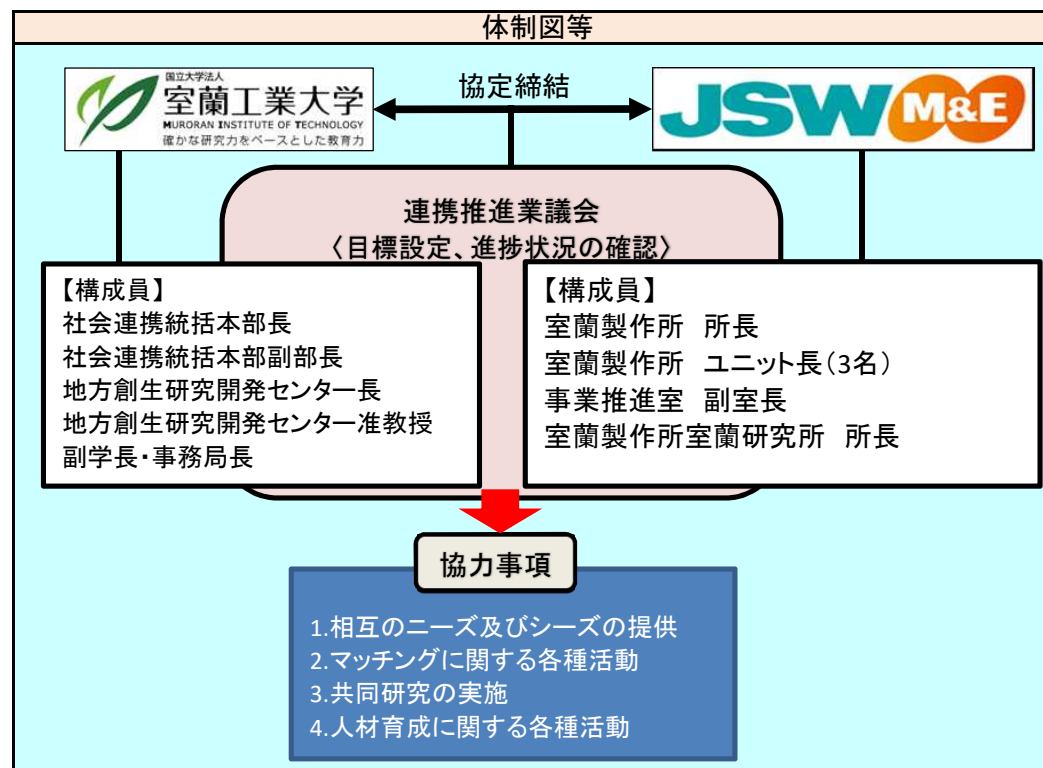 体制図等
国立大学法人
室蘭工業大学
MURORAN INSTITUTE OF TECHNOLOGY
確かな研究力をベースとした教育力
協定締結
JSW M&E
連携推進業議会
〈目標設定、進捗状況の確認〉
【構成員】
社会連携統括本部長
社会連携統括本部副部長
地方創生研究開発センター長
地方創生研究開発センター准教授
副学長・事務局長
【構成員】
室蘭製作所　所長
室蘭製作所　ユニット長（3名）
事業推進室　副室長
室蘭製作所室蘭研究所　所長
協力事項
1.相互のニーズ及びシーズの提供
2.マッチングに関する各種活動
3.共同研究の実施
4.人材育成に関する各種活動